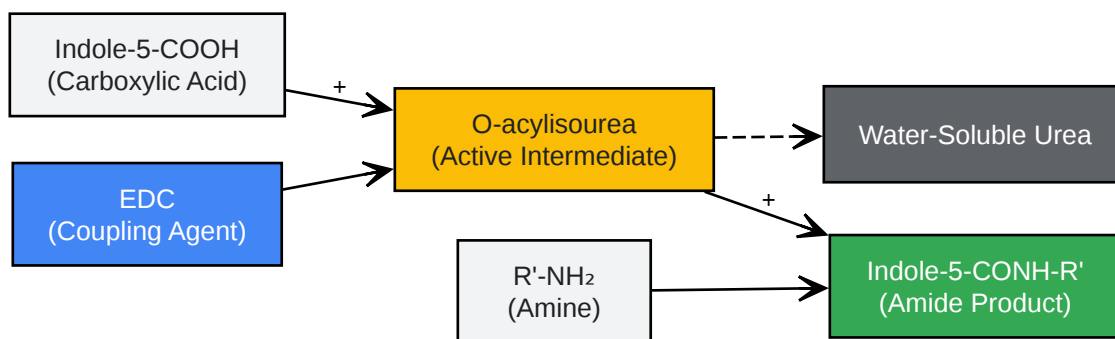 Indole-5-COOH
(Carboxylic Acid)
+
O-acylisourea
(Active Intermediate)
Water-Soluble Urea
EDC
(Coupling Agent)
+
R'-NH₂
(Amine)
Indole-5-CONH-R'
(Amide Product)